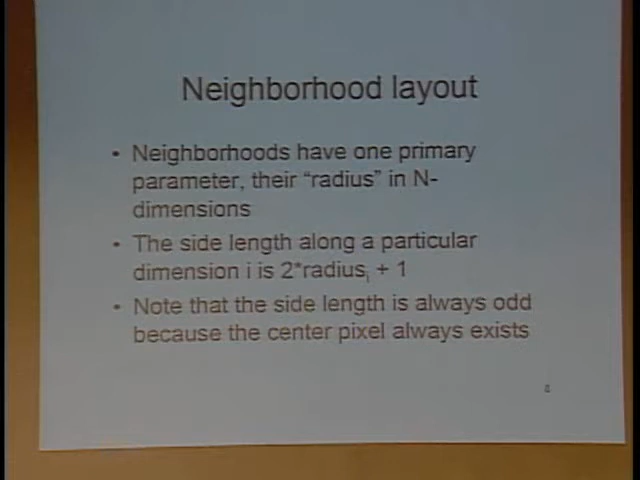 Neighborhood layout
• Neighborhoods have one primary
parameter, their “radius” in N-
dimensions
• The side length along a particular
dimension i is 2*radiusᵢ + 1
• Note that the side length is always odd
because the center pixel always exists